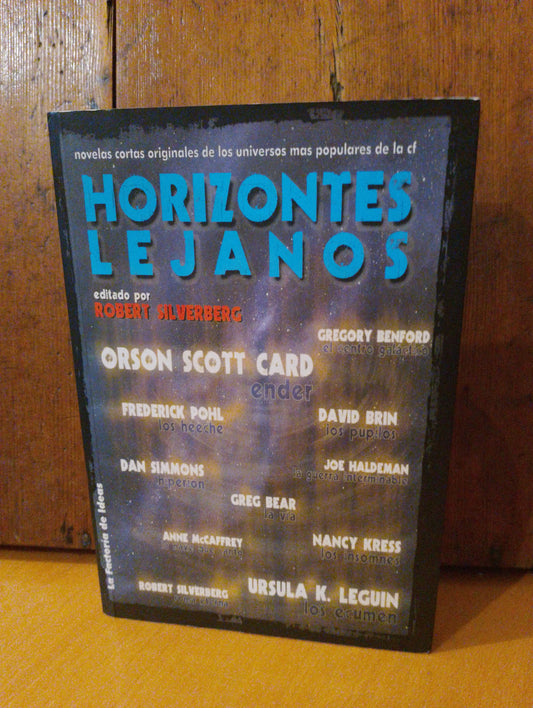 novelas cortas originales de los universos mas populares de la cf
HORIZONTES
LEJANOS
editado por
ROBERT SILVERBERG
GREGORY BENFORD
el centro galáctico
ORSON SCOTT CARD
ender
FREDERICK POHL
los heeche
DAVID BRIN
los pupilos
DAN SIMMONS
hiperion
JOE HALDEMAN
la guerra interminable
GREG BEAR
la vía
ANNE McCAFFREY
NANCY KRESS
los insomnes
ROBERT SILVERBERG
roma eterna
URSULA K. LEGUIN
los ecumen
La Factoría de Ideas